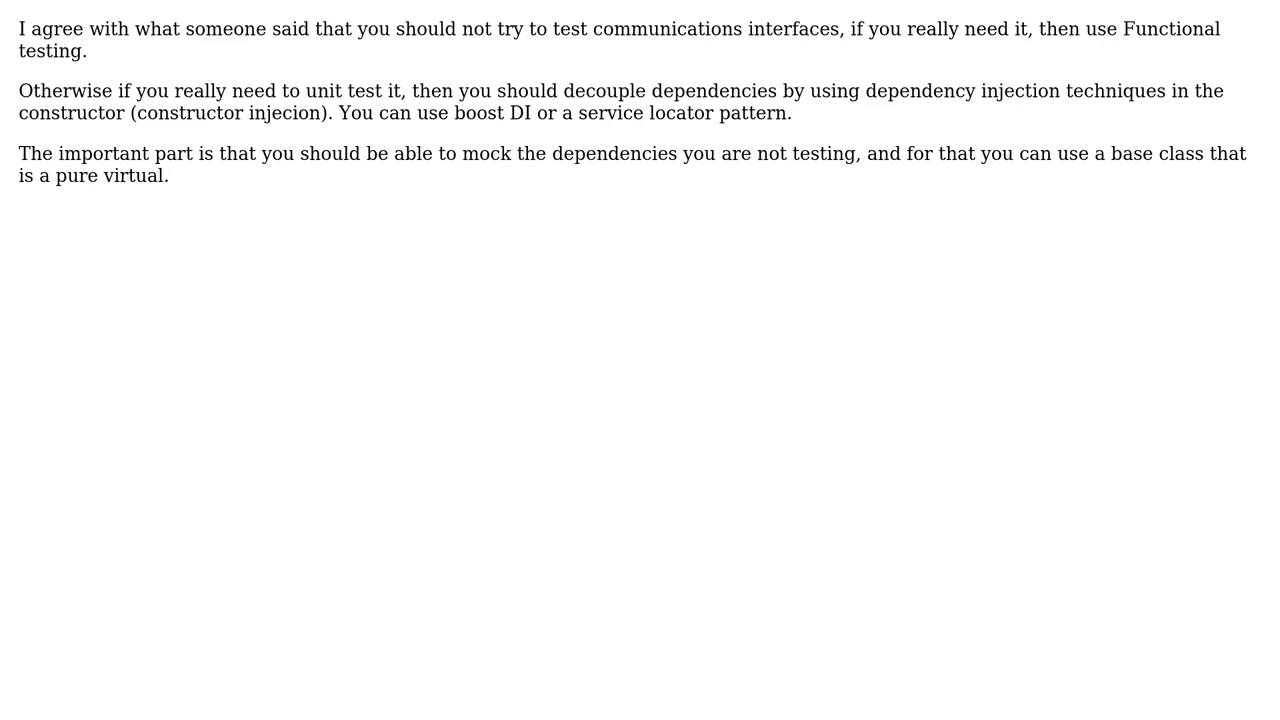 I agree with what someone said that you should not try to test communications interfaces, if you really need it, then use Functional
testing.
Otherwise if you really need to unit test it, then you should decouple dependencies by using dependency injection techniques in the
constructor (constructor injecion). You can use boost DI or a service locator pattern.
The important part is that you should be able to mock the dependencies you are not testing, and for that you can use a base class that
is a pure virtual.